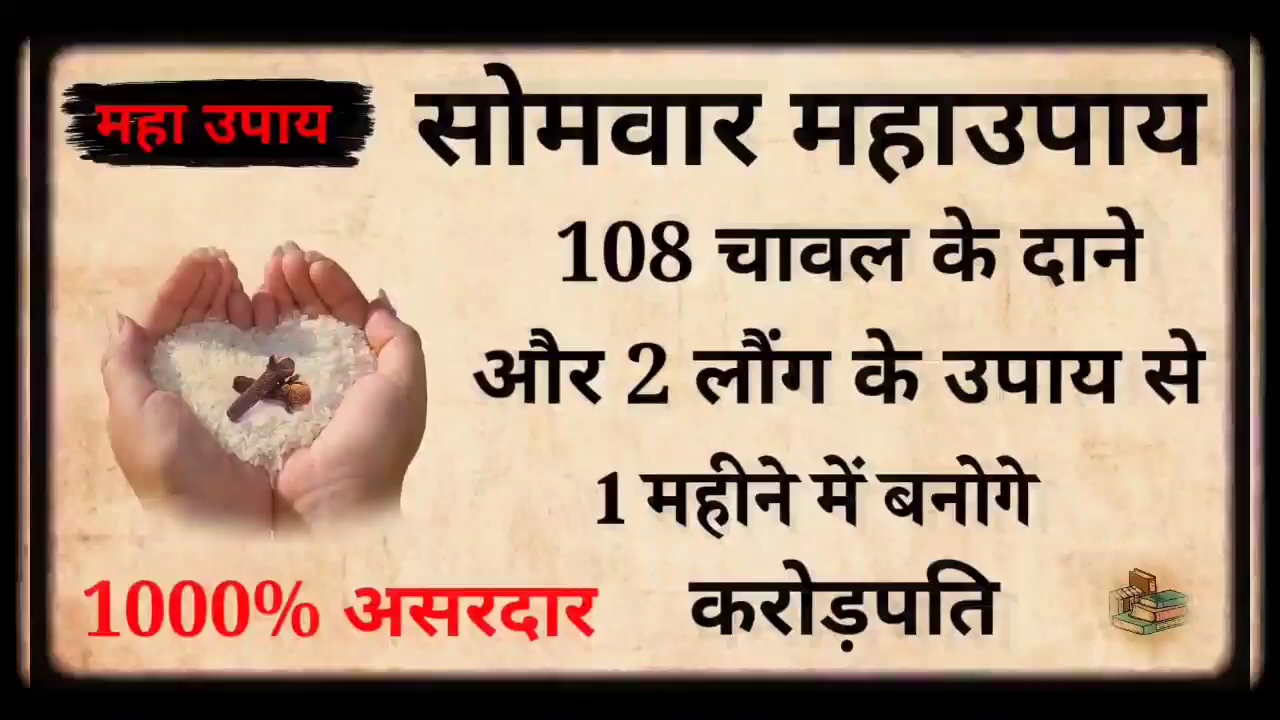 महा उपाय
सोमवार महाउपाय
108 चावल के दाने
और 2 लौंग के उपाय से
1 महीने में बनोगे
करोड़पति
1000% असरदार